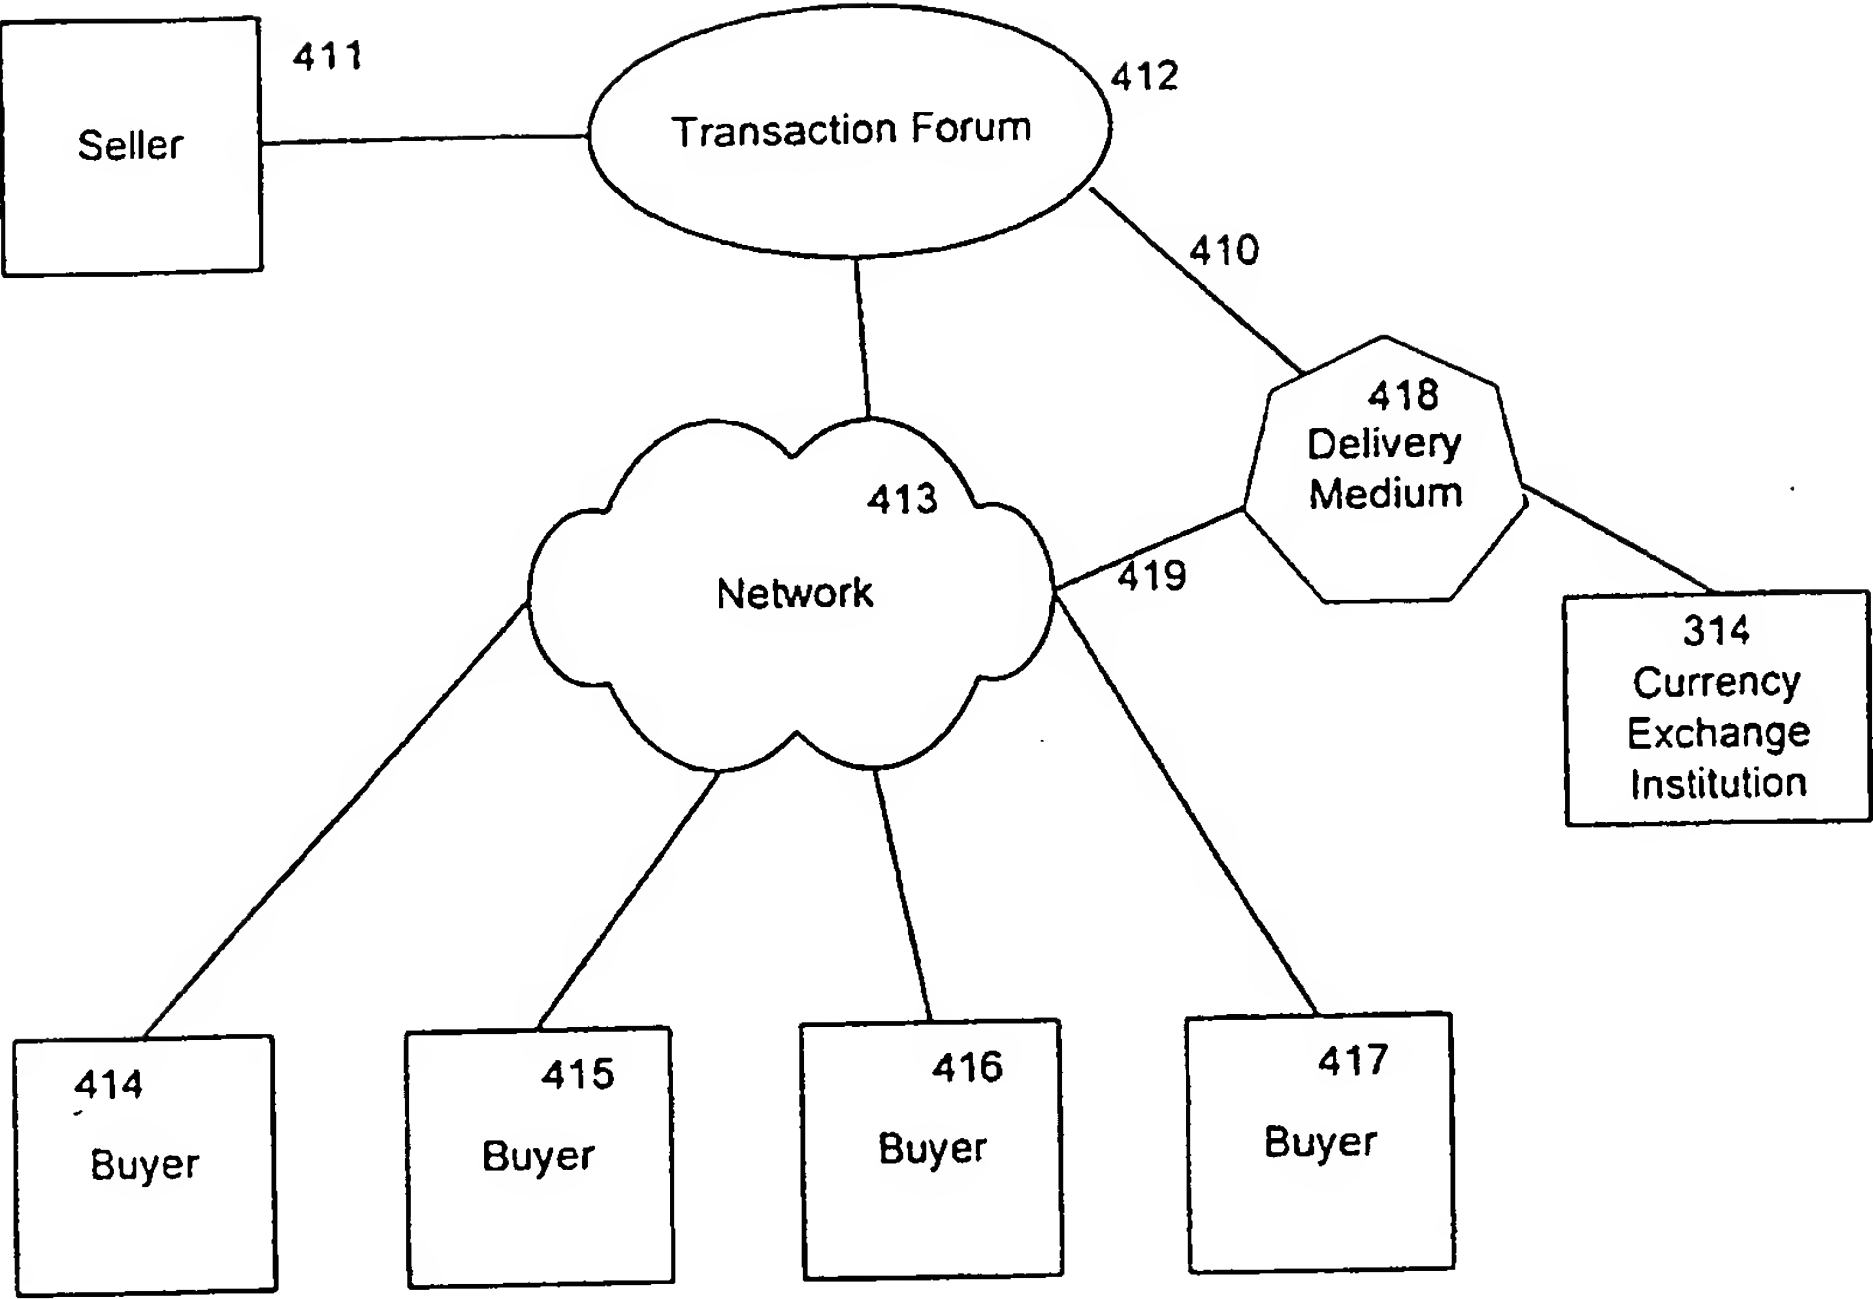 411
Seller
412
Transaction Forum
410
418
Delivery
Medium
413
Network
419
314
Currency
Exchange
Institution
414
Buyer
415
Buyer
416
Buyer
417
Buyer